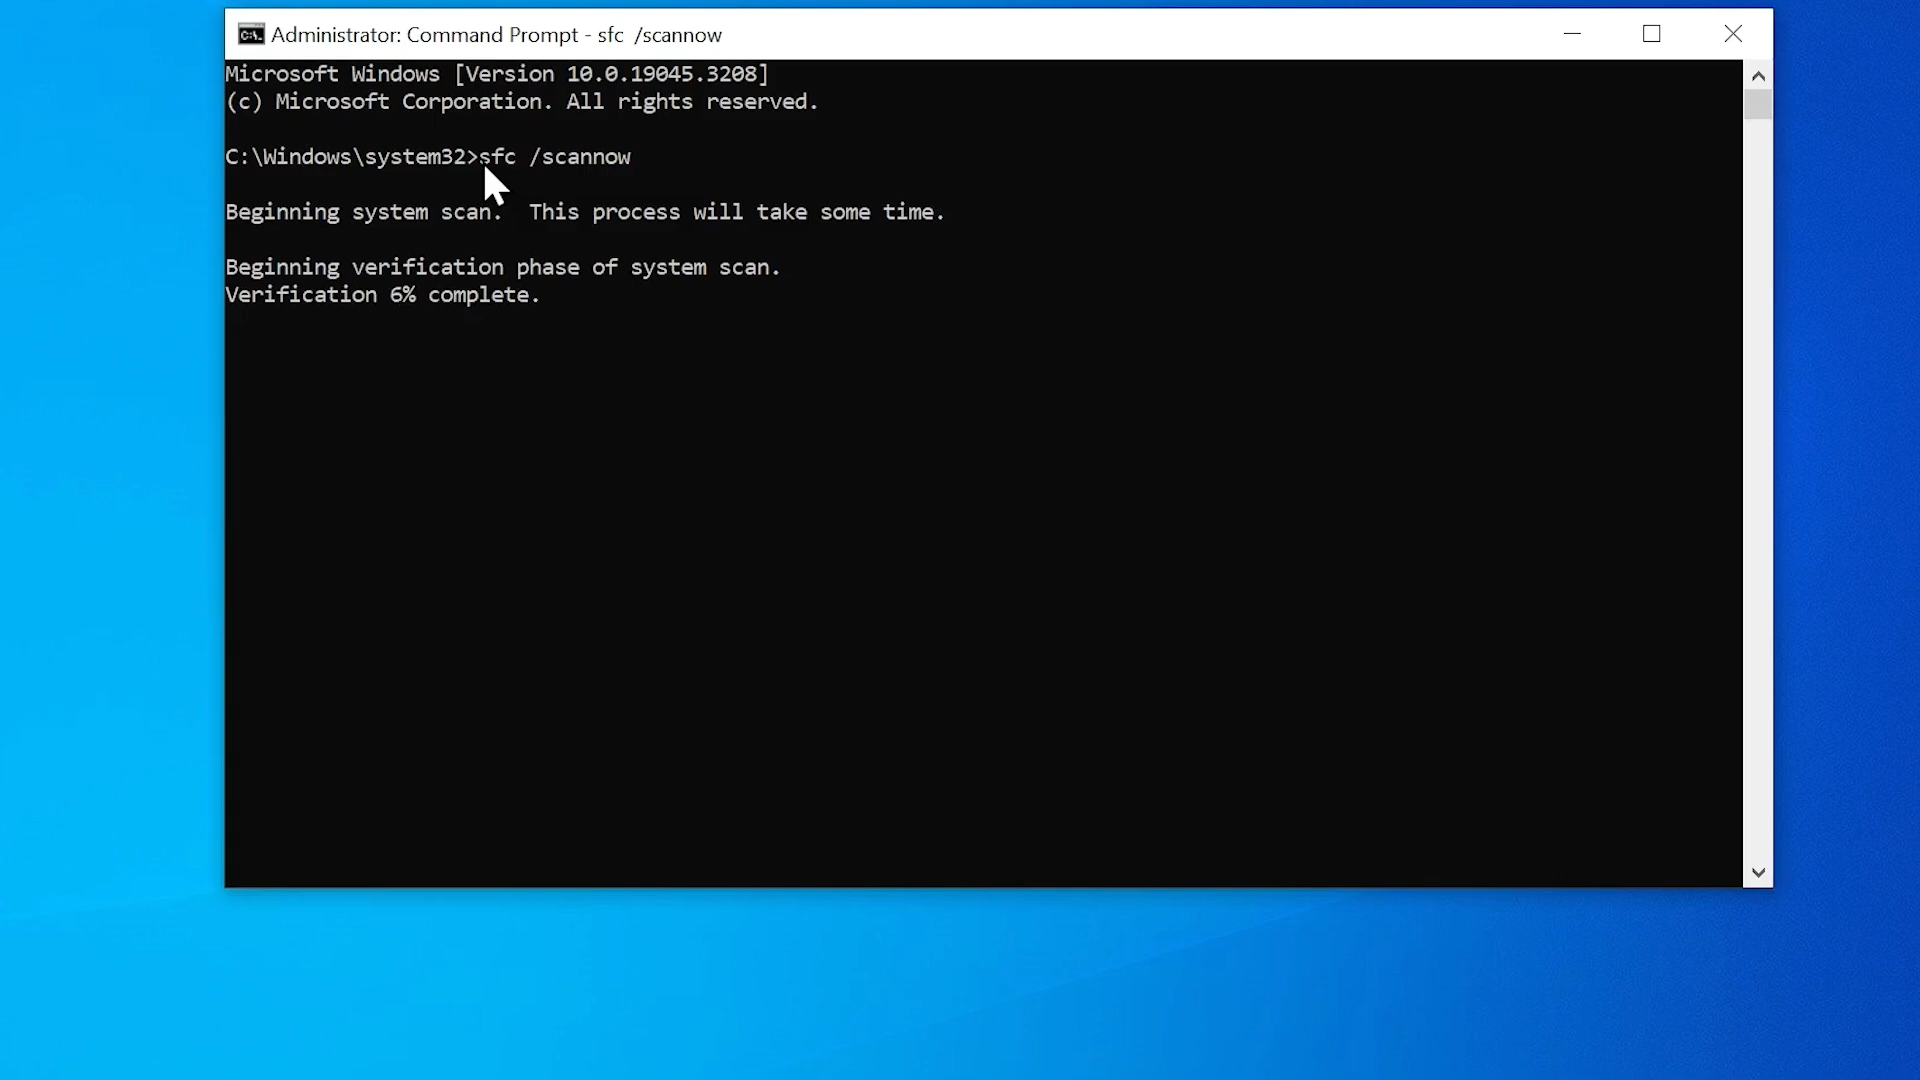 Administrator: Command Prompt - sfc /scannow
Microsoft Windows [Version 10.0.19045.3208]
(c) Microsoft Corporation. All rights reserved.
C:\Windows\system32>sfc /scannow
Beginning system scan.  This process will take some time.
Beginning verification phase of system scan.
Verification 6% complete.